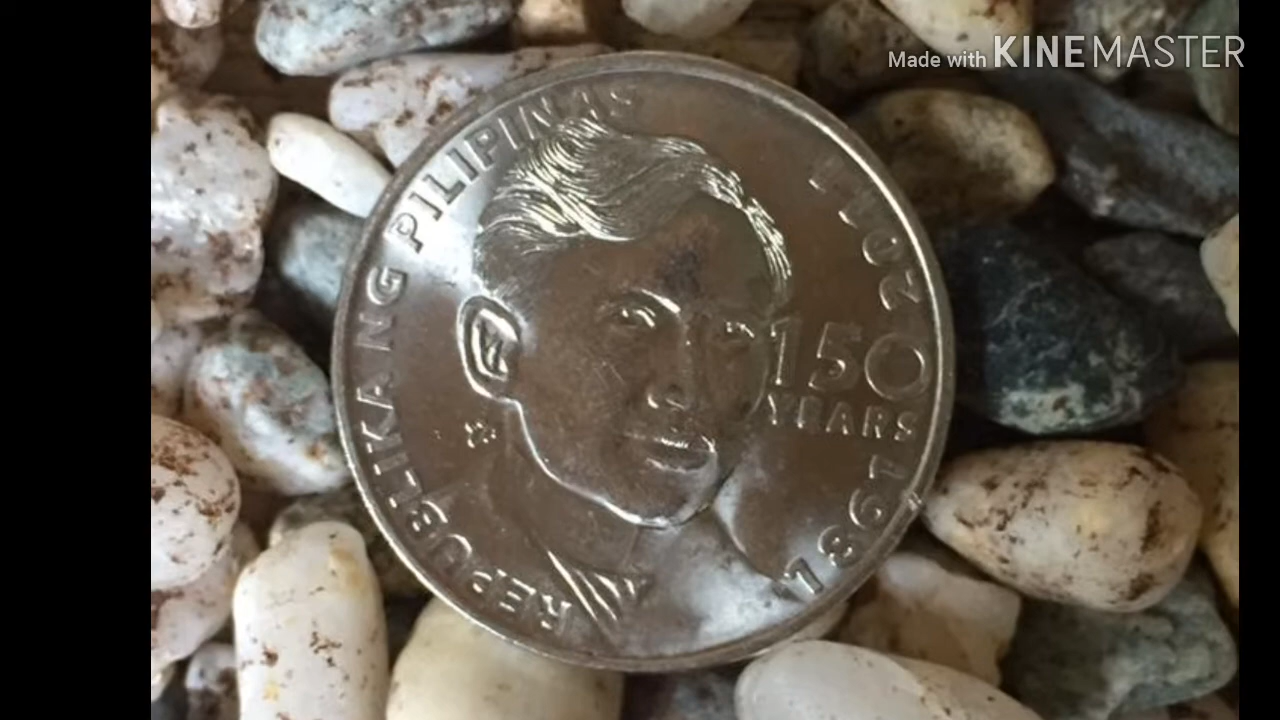 Made with KINEMASTER
REPUBLIKA NG PILIPINAS
150
YEARS
1861
2011